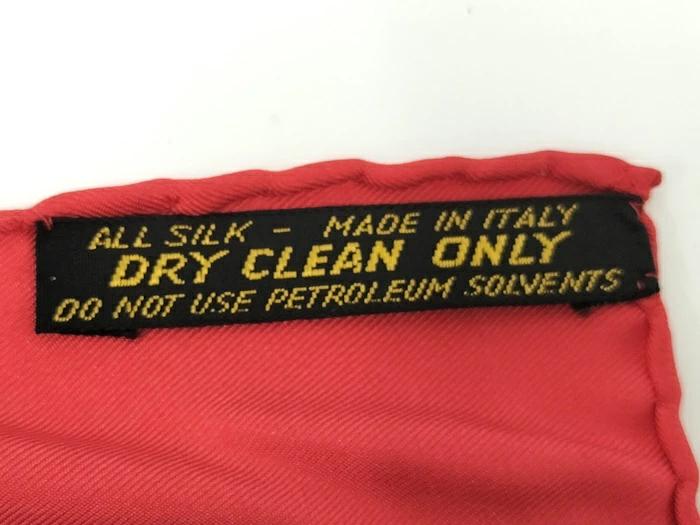 ALL SILK - MADE IN ITALY
DRY CLEAN ONLY
DO NOT USE PETROLEUM SOLVENTS